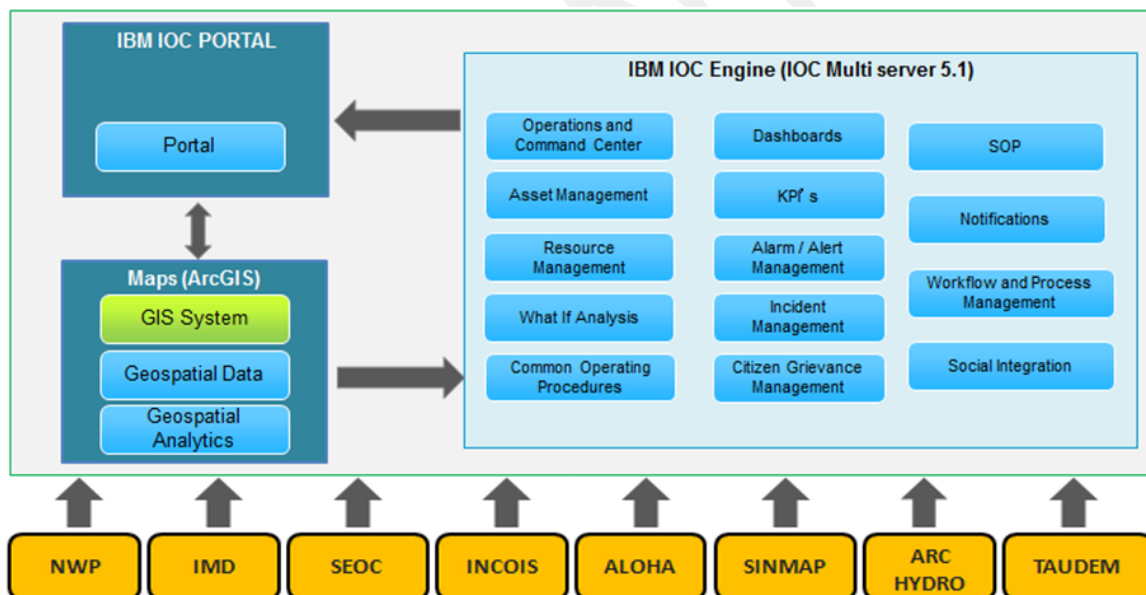 IBM IOC PORTAL
Portal
Maps (ArcGIS)
GIS System
Geospatial Data
Geospatial
Analytics
IBM IOC Engine (IOC Multi server 5.1)
Operations and
Command Center
Asset Management
Resource
Management
What If Analysis
Common Operating
Procedures
Dashboards
KPI' s
Alarm / Alert
Management
Incident
Management
Citizen Grievance
Management
SOP
Notifications
Workflow and Process
Management
Social Integration
NWP
IMD
SEOC
INCOIS
ALOHA
SINMAP
ARC
HYDRO
TAUDEM